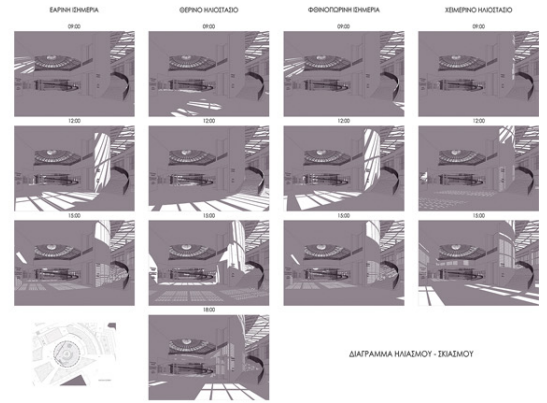 ΕΑΡΙΝΗ ΙΣΗΜΕΡΙΑ ΘΕΡΙΝΟ ΗΛΙΟΣΤΑΣΙΟ ΦΘΙΝΟΠΩΡΙΝΗ ΙΣΗΜΕΡΙΑ ΧΕΙΜΕΡΙΝΟ ΗΛΙΟΣΤΑΣΙΟ
09:00 09:00 09:00 09:00
12:00 12:00 12:00 12:00
15:00 15:00 15:00 15:00
18:00
ΔΙΑΓΡΑΜΜΑ ΗΛΙΑΣΜΟΥ - ΣΚΙΑΣΜΟΥ